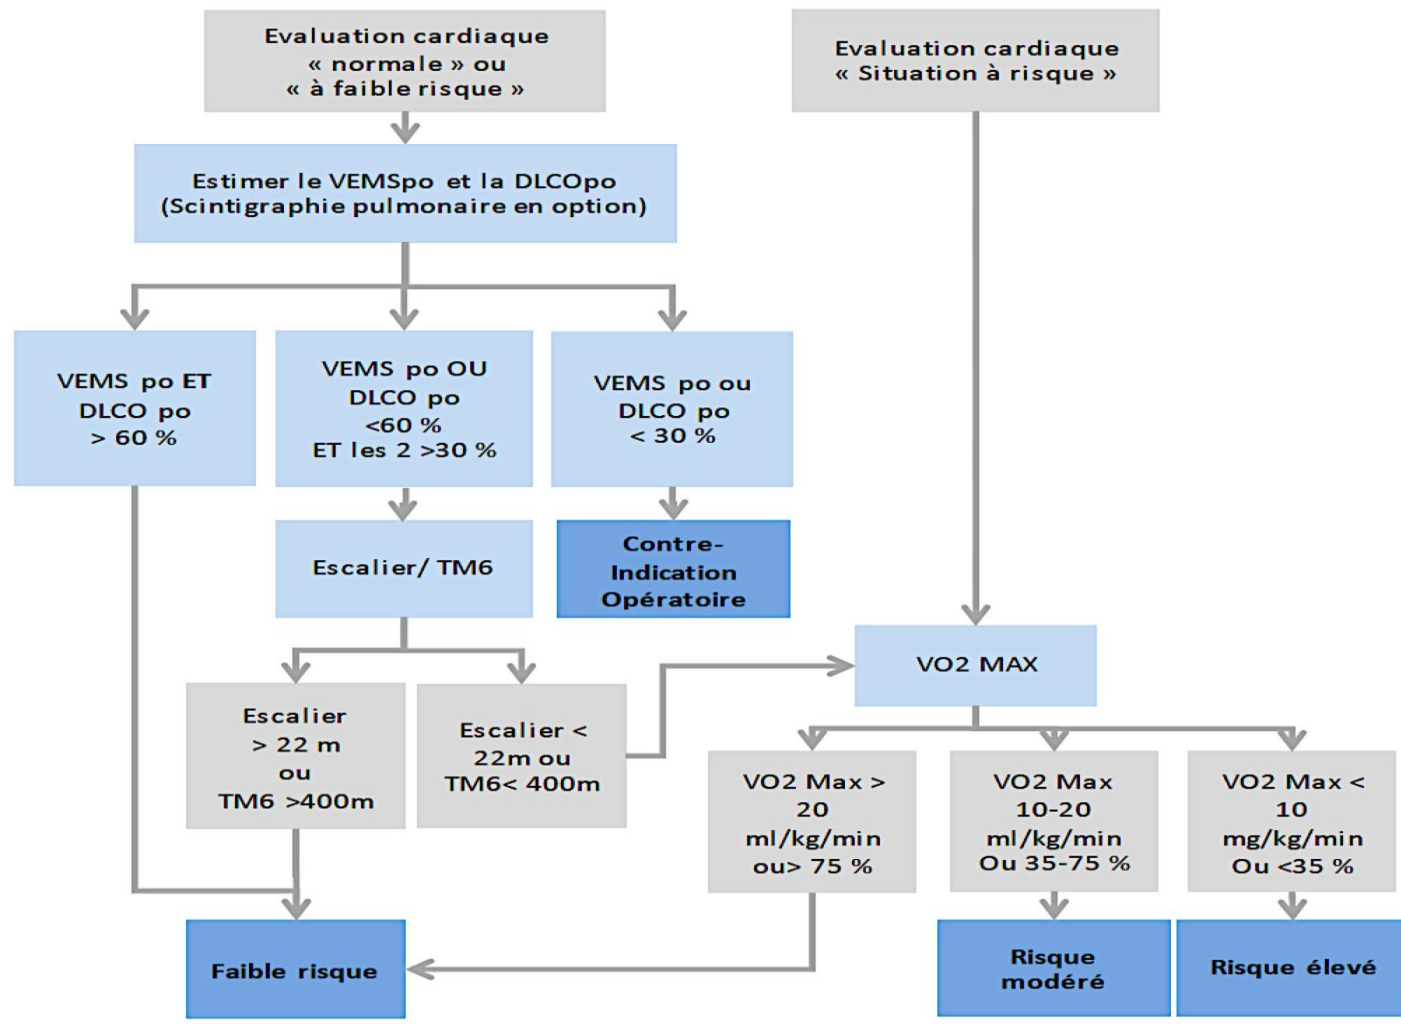 Evaluation cardiaque
« normale » ou
« à faible risque »
Evaluation cardiaque
« Situation à risque »
Estimer le VEMSpo et la DLCOpo
(Scintigraphie pulmonaire en option)
VEMS po ET
DLCO po
> 60 %
VEMS po OU
DLCO po
<60 %
ET les 2 >30 %
VEMS po ou
DLCO po
< 30 %
Escalier/ TM6
Contre-
Indication
Opératoire
VO2 MAX
Escalier
> 22 m
ou
TM6 >400m
Escalier <
22m ou
TM6< 400m
VO2 Max >
20
ml/kg/min
ou> 75 %
VO2 Max
10-20
ml/kg/min
Ou 35-75 %
VO2 Max <
10
mg/kg/min
Ou <35 %
Faible risque
Risque
modéré
Risque élevé